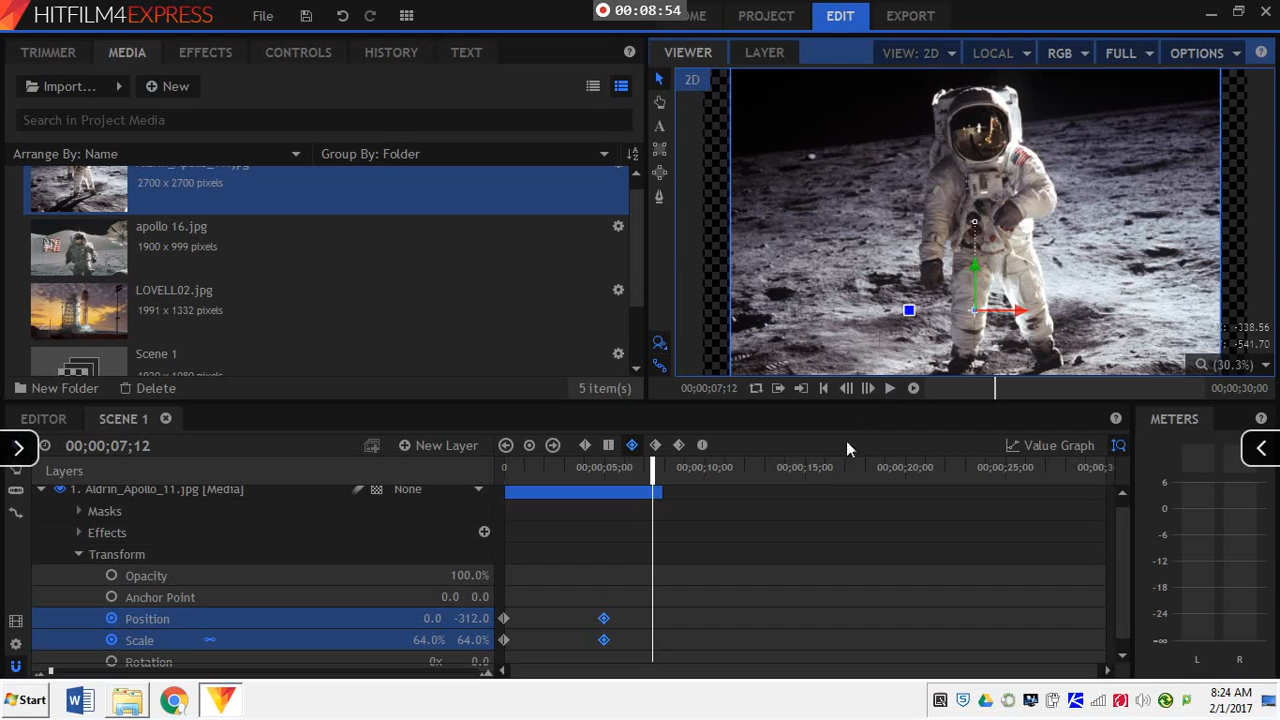 HITFILM4EXPRESS File 00:08:54 PROJECT EDIT EXPORT
TRIMMER MEDIA EFFECTS CONTROLS HISTORY TEXT
VIEWER LAYER VIEW: 2D LOCAL RGB FULL OPTIONS
Import... New
2D
Search in Project Media
Arrange By: Name Group By: Folder
2700 x 2700 pixels
apollo 16.jpg
1900 x 999 pixels
LOVELL02.jpg
1991 x 1332 pixels
Scene 1
-338.56
-541.70
(30.3%)
New Folder Delete 5 item(s)
00;00;07;12 00;00;30;00
EDITOR SCENE 1 METERS
00;00;07;12 New Layer Value Graph
Layers 0 00;00;05;00 00;00;10;00 00;00;15;00 00;00;20;00 00;00;25;00
1. Aldrin_Apollo_11.jpg [Media] None
Masks
Effects
Transform
Opacity 100.0%
Anchor Point 0.0 0.0
Position 0.0 -312.0
Scale 64.0% 64.0%
Rotation 0x 0.0
6
0
-6
-12
-18
-24
-∞
L R
Start 8:24 AM
2/1/2017